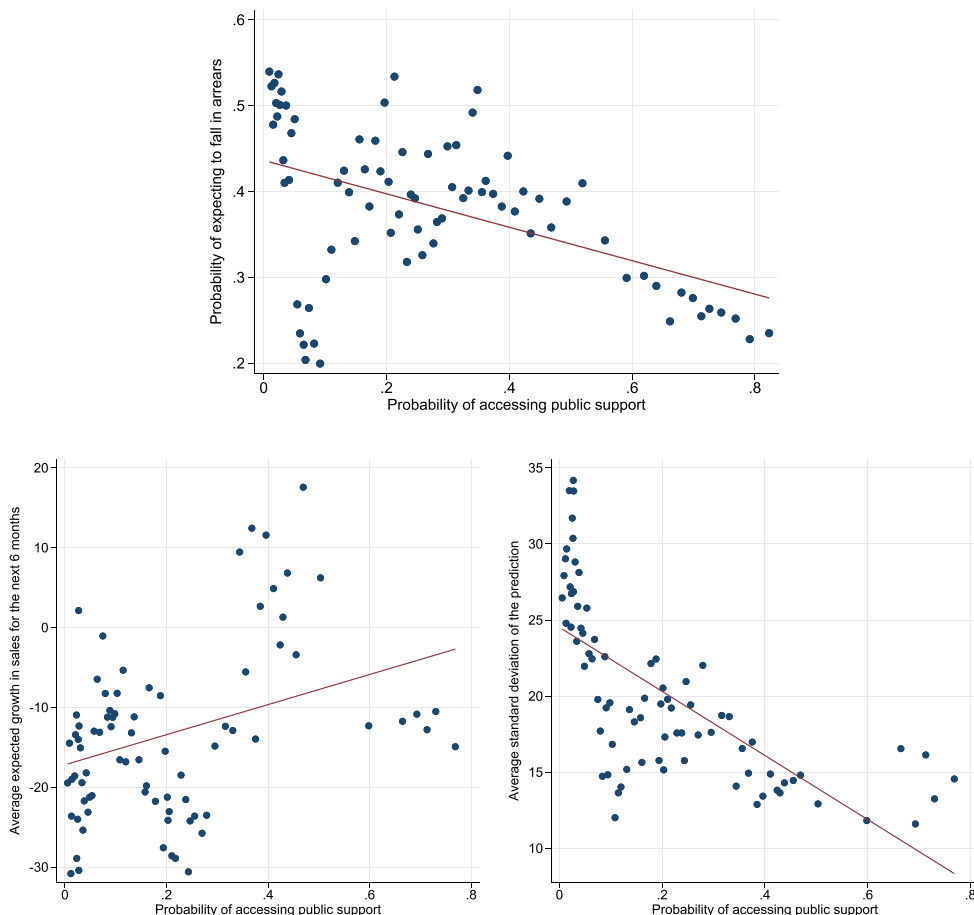 .6
.5
.4
.3
.2
Probability of expecting to fall in arrears
0 .2 .4 .6 .8
Probability of accessing public support
20
10
0
-10
-20
-30
Average expected growth in sales for the next 6 months
0 .2 .4 .6 .8
Probability of accessing public support
35
30
25
20
15
10
Average standard deviation of the prediction
0 .2 .4 .6 .8
Probability of accessing public support